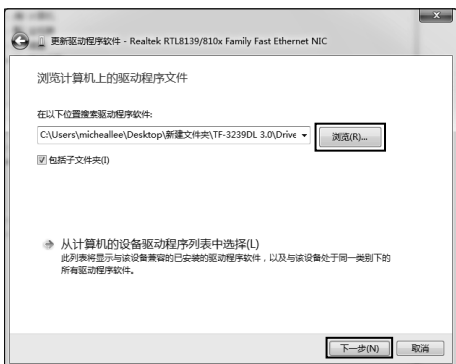 更新驱动程序软件 - Realtek RTL8139/810x Family Fast Ethernet NIC
浏览计算机上的驱动程序文件
在以下位置搜索驱动程序软件:
C:\Users\micheallee\Desktop\新建文件夹\TF-3239DL 3.0\Drive
浏览(R)...
包括子文件夹(I)
从计算机的设备驱动程序列表中选择(L)
此列表将显示与该设备兼容的已安装的驱动程序软件，以及与该设备处于同一类别下的
所有驱动程序软件。
下一步(N) 取消